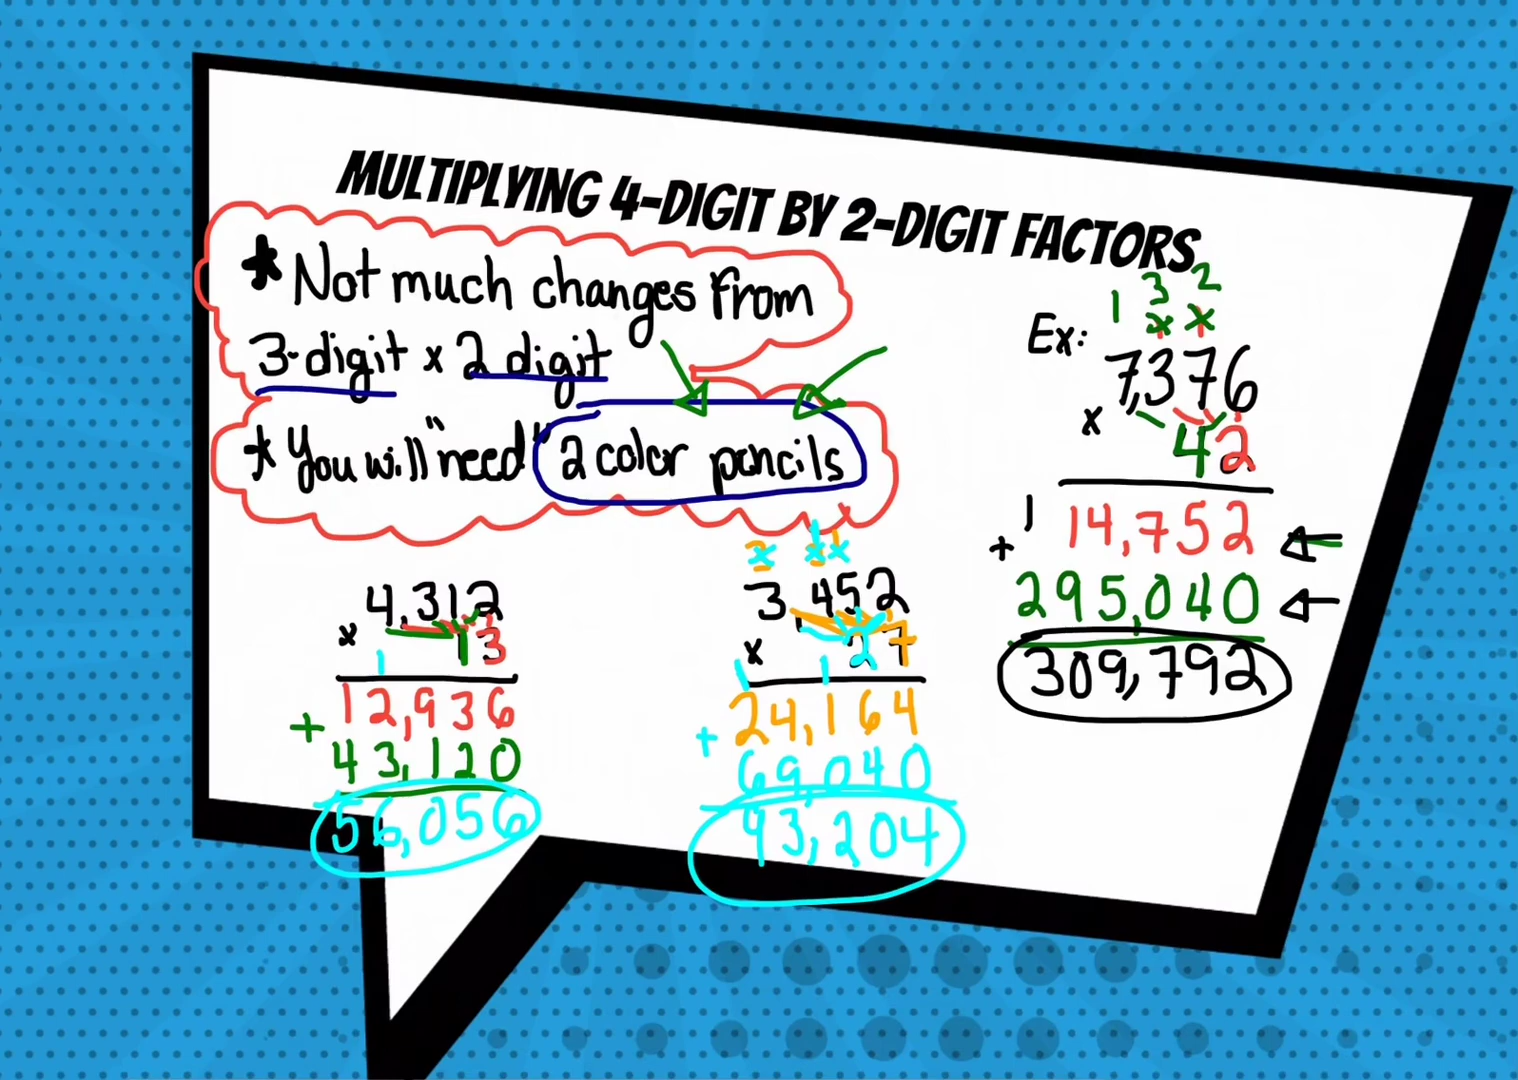 MULTIPLYING 4-DIGIT BY 2-DIGIT FACTORS
* Not much changes from
3-digit x 2 digit
* You will "need" 2 color pencils
4,312
x 13
1
12,936
+
43,120
56,056
3,452
x 27
1 1
24,164
+
69,040
93,204
1 3 2
Ex: 7,376
x 42
1
14,752
+
295,040
309,792